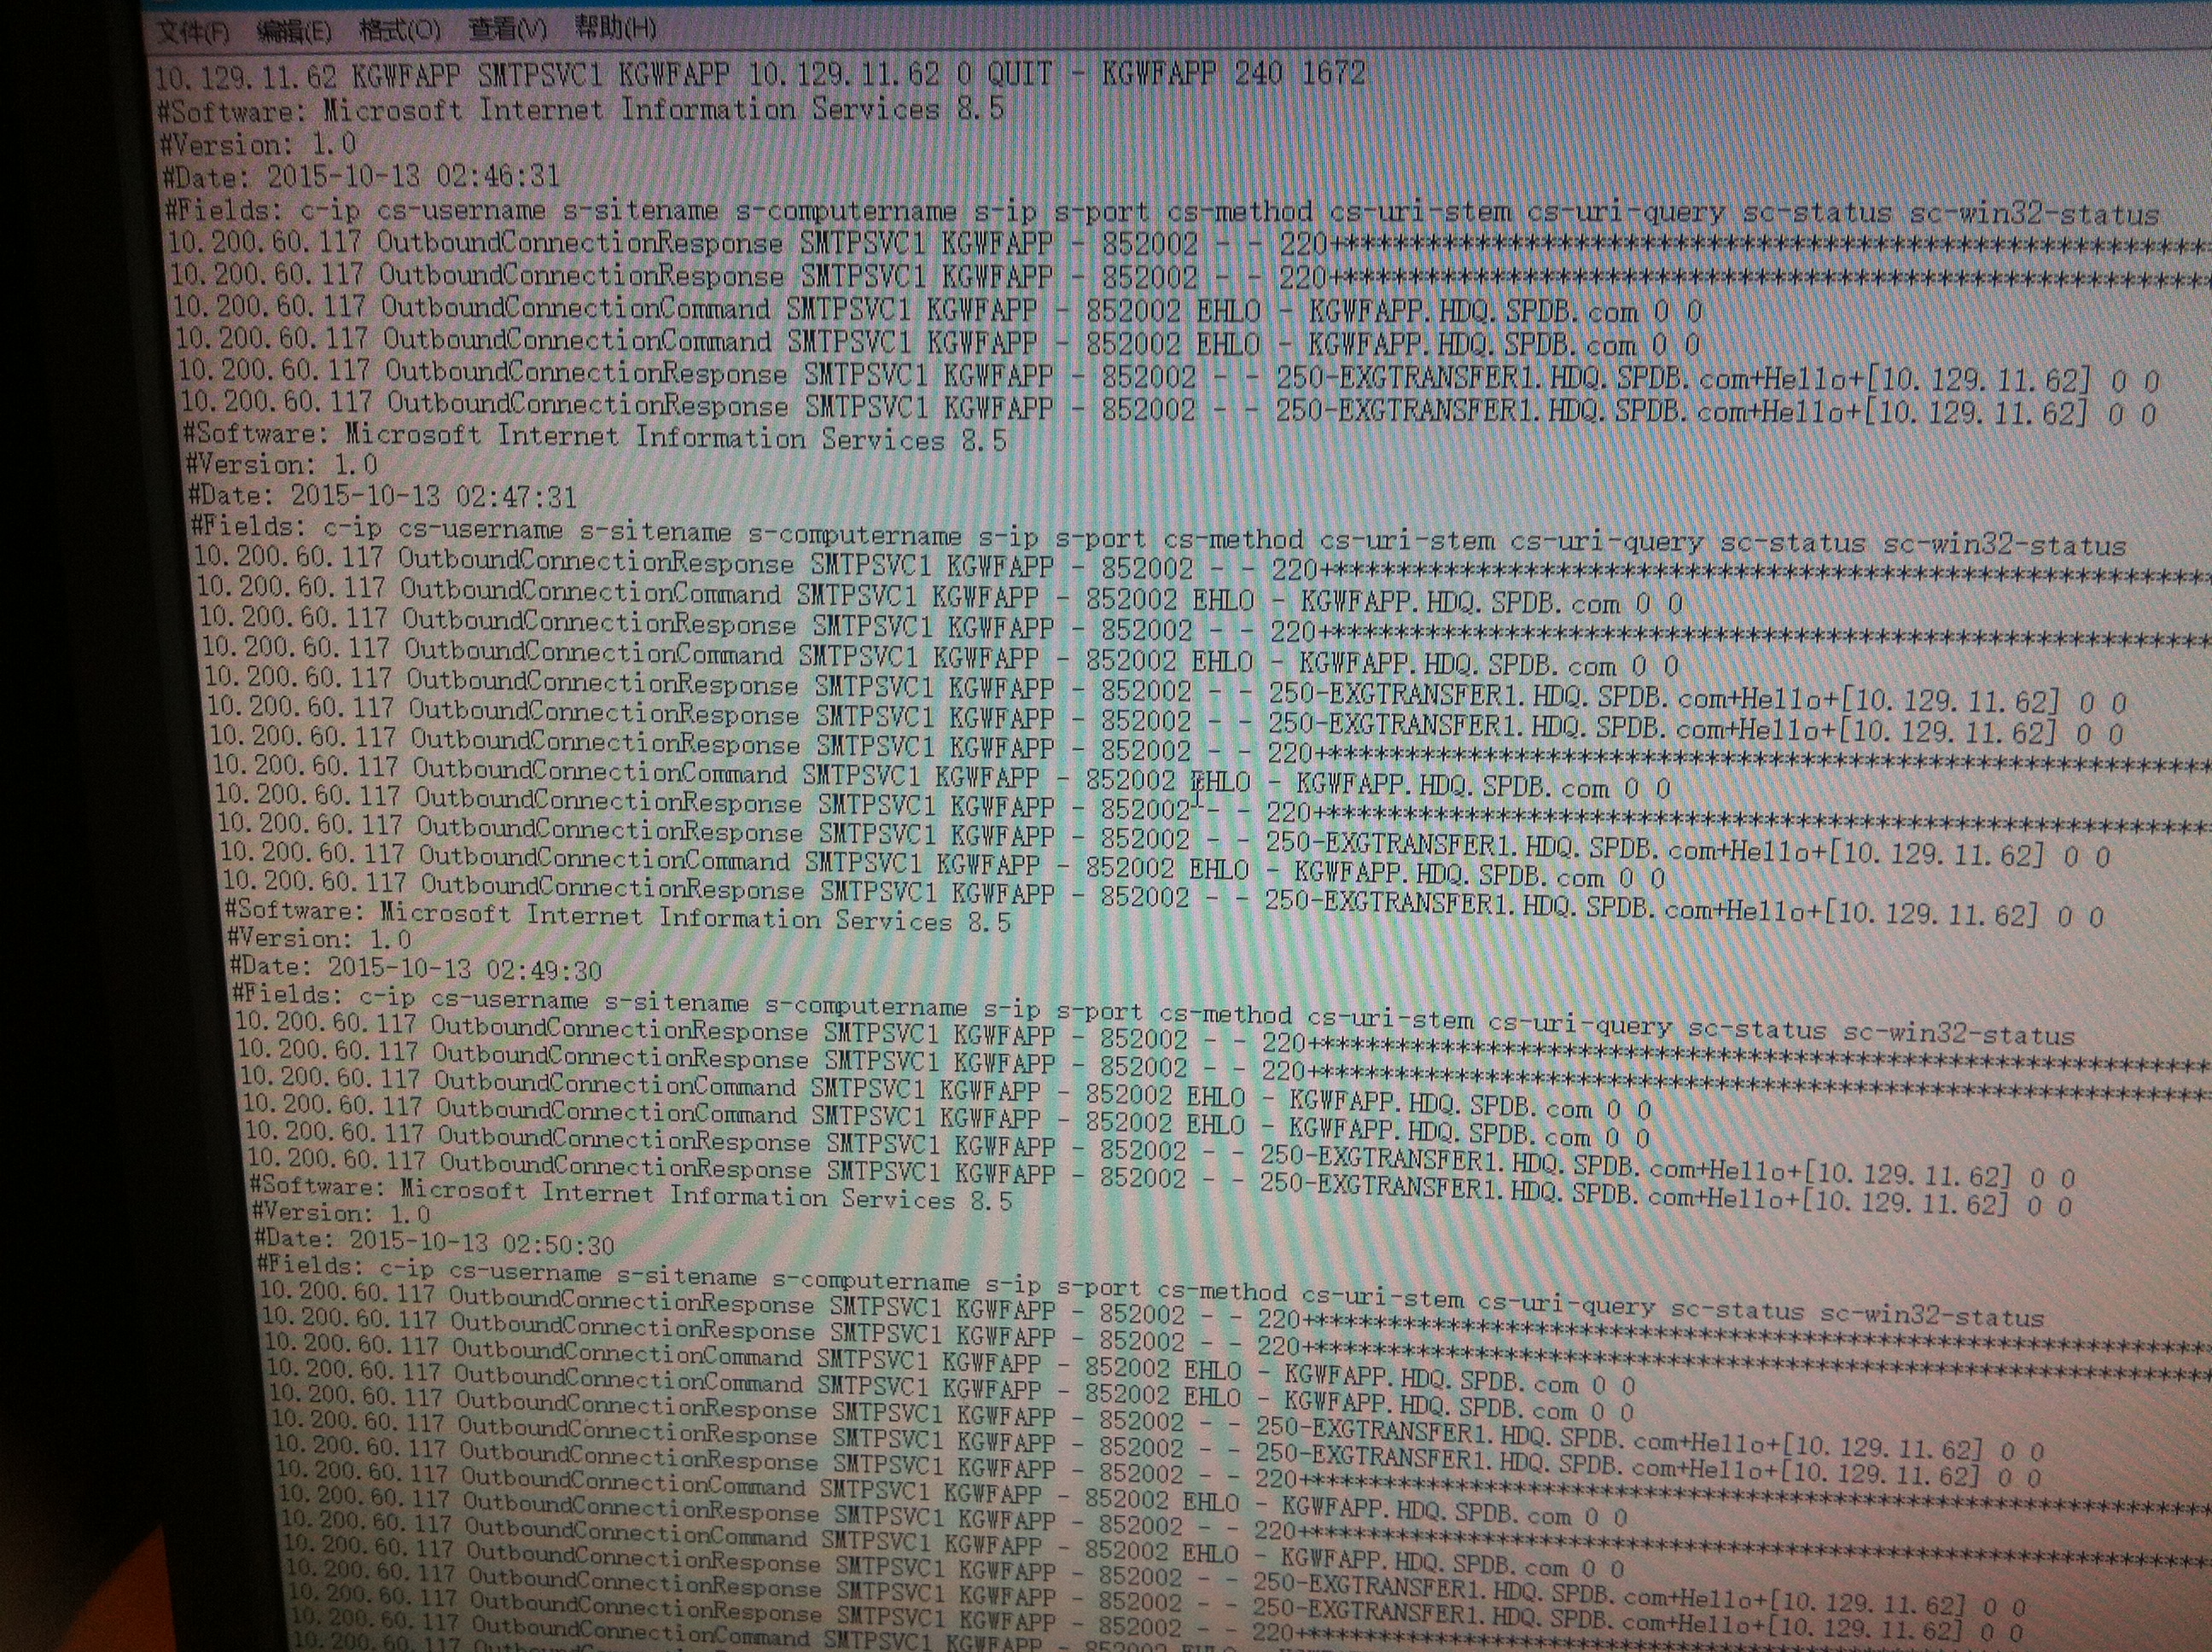 文件(F) 编辑(E) 格式(O) 查看(V) 帮助(H)
10.129.11.62 KGWFAPP SMTPSVC1 KGWFAPP 10.129.11.62 0 QUIT - KGWFAPP 240 1672
#Software: Microsoft Internet Information Services 8.5
#Version: 1.0
#Date: 2015-10-13 02:46:31
#Fields: c-ip cs-username s-sitename s-computername s-ip s-port cs-method cs-uri-stem cs-uri-query sc-status sc-win32-status
10.200.60.117 OutboundConnectionResponse SMTPSVC1 KGWFAPP - 852002 - - 220+****************************************************
10.200.60.117 OutboundConnectionResponse SMTPSVC1 KGWFAPP - 852002 - - 220+****************************************************
10.200.60.117 OutboundConnectionCommand SMTPSVC1 KGWFAPP - 852002 EHLO - KGWFAPP.HDQ.SPDB.com 0 0
10.200.60.117 OutboundConnectionCommand SMTPSVC1 KGWFAPP - 852002 EHLO - KGWFAPP.HDQ.SPDB.com 0 0
10.200.60.117 OutboundConnectionResponse SMTPSVC1 KGWFAPP - 852002 - - 250-EXGTRANSFER1.HDQ.SPDB.com+Hello+[10.129.11.62] 0 0
10.200.60.117 OutboundConnectionResponse SMTPSVC1 KGWFAPP - 852002 - - 250-EXGTRANSFER1.HDQ.SPDB.com+Hello+[10.129.11.62] 0 0
#Software: Microsoft Internet Information Services 8.5
#Version: 1.0
#Date: 2015-10-13 02:47:31
#Fields: c-ip cs-username s-sitename s-computername s-ip s-port cs-method cs-uri-stem cs-uri-query sc-status sc-win32-status
10.200.60.117 OutboundConnectionResponse SMTPSVC1 KGWFAPP - 852002 - - 220+****************************************************
10.200.60.117 OutboundConnectionCommand SMTPSVC1 KGWFAPP - 852002 EHLO - KGWFAPP.HDQ.SPDB.com 0 0
10.200.60.117 OutboundConnectionResponse SMTPSVC1 KGWFAPP - 852002 - - 220+****************************************************
10.200.60.117 OutboundConnectionCommand SMTPSVC1 KGWFAPP - 852002 EHLO - KGWFAPP.HDQ.SPDB.com 0 0
10.200.60.117 OutboundConnectionResponse SMTPSVC1 KGWFAPP - 852002 - - 250-EXGTRANSFER1.HDQ.SPDB.com+Hello+[10.129.11.62] 0 0
10.200.60.117 OutboundConnectionResponse SMTPSVC1 KGWFAPP - 852002 - - 250-EXGTRANSFER1.HDQ.SPDB.com+Hello+[10.129.11.62] 0 0
10.200.60.117 OutboundConnectionResponse SMTPSVC1 KGWFAPP - 852002 - - 220+****************************************************
10.200.60.117 OutboundConnectionCommand SMTPSVC1 KGWFAPP - 852002 EHLO - KGWFAPP.HDQ.SPDB.com 0 0
10.200.60.117 OutboundConnectionResponse SMTPSVC1 KGWFAPP - 852002 - - 220+****************************************************
10.200.60.117 OutboundConnectionResponse SMTPSVC1 KGWFAPP - 852002 - - 250-EXGTRANSFER1.HDQ.SPDB.com+Hello+[10.129.11.62] 0 0
10.200.60.117 OutboundConnectionCommand SMTPSVC1 KGWFAPP - 852002 EHLO - KGWFAPP.HDQ.SPDB.com 0 0
10.200.60.117 OutboundConnectionResponse SMTPSVC1 KGWFAPP - 852002 - - 250-EXGTRANSFER1.HDQ.SPDB.com+Hello+[10.129.11.62] 0 0
#Software: Microsoft Internet Information Services 8.5
#Version: 1.0
#Date: 2015-10-13 02:49:30
#Fields: c-ip cs-username s-sitename s-computername s-ip s-port cs-method cs-uri-stem cs-uri-query sc-status sc-win32-status
10.200.60.117 OutboundConnectionResponse SMTPSVC1 KGWFAPP - 852002 - - 220+****************************************************
10.200.60.117 OutboundConnectionResponse SMTPSVC1 KGWFAPP - 852002 - - 220+****************************************************
10.200.60.117 OutboundConnectionCommand SMTPSVC1 KGWFAPP - 852002 EHLO - KGWFAPP.HDQ.SPDB.com 0 0
10.200.60.117 OutboundConnectionCommand SMTPSVC1 KGWFAPP - 852002 EHLO - KGWFAPP.HDQ.SPDB.com 0 0
10.200.60.117 OutboundConnectionResponse SMTPSVC1 KGWFAPP - 852002 - - 250-EXGTRANSFER1.HDQ.SPDB.com+Hello+[10.129.11.62] 0 0
10.200.60.117 OutboundConnectionResponse SMTPSVC1 KGWFAPP - 852002 - - 250-EXGTRANSFER1.HDQ.SPDB.com+Hello+[10.129.11.62] 0 0
#Software: Microsoft Internet Information Services 8.5
#Version: 1.0
#Date: 2015-10-13 02:50:30
#Fields: c-ip cs-username s-sitename s-computername s-ip s-port cs-method cs-uri-stem cs-uri-query sc-status sc-win32-status
10.200.60.117 OutboundConnectionResponse SMTPSVC1 KGWFAPP - 852002 - - 220+****************************************************
10.200.60.117 OutboundConnectionResponse SMTPSVC1 KGWFAPP - 852002 - - 220+****************************************************
10.200.60.117 OutboundConnectionCommand SMTPSVC1 KGWFAPP - 852002 EHLO - KGWFAPP.HDQ.SPDB.com 0 0
10.200.60.117 OutboundConnectionCommand SMTPSVC1 KGWFAPP - 852002 EHLO - KGWFAPP.HDQ.SPDB.com 0 0
10.200.60.117 OutboundConnectionResponse SMTPSVC1 KGWFAPP - 852002 - - 250-EXGTRANSFER1.HDQ.SPDB.com+Hello+[10.129.11.62] 0 0
10.200.60.117 OutboundConnectionResponse SMTPSVC1 KGWFAPP - 852002 - - 250-EXGTRANSFER1.HDQ.SPDB.com+Hello+[10.129.11.62] 0 0
10.200.60.117 OutboundConnectionResponse SMTPSVC1 KGWFAPP - 852002 - - 220+****************************************************
10.200.60.117 OutboundConnectionCommand SMTPSVC1 KGWFAPP - 852002 EHLO - KGWFAPP.HDQ.SPDB.com 0 0
10.200.60.117 OutboundConnectionResponse SMTPSVC1 KGWFAPP - 852002 - - 220+****************************************************
10.200.60.117 OutboundConnectionCommand SMTPSVC1 KGWFAPP - 852002 EHLO - KGWFAPP.HDQ.SPDB.com 0 0
10.200.60.117 OutboundConnectionResponse SMTPSVC1 KGWFAPP - 852002 - - 250-EXGTRANSFER1.HDQ.SPDB.com+Hello+[10.129.11.62] 0 0
10.200.60.117 OutboundConnectionResponse SMTPSVC1 KGWFAPP - 852002 - - 250-EXGTRANSFER1.HDQ.SPDB.com+Hello+[10.129.11.62] 0 0
10.200.60.117 OutboundConnectionResponse SMTPSVC1 KGWFAPP - 852002 - - 220+****************************************************
10.200.60.117 OutboundConnectionCommand SMTPSVC1 KGWFAPP - 852002